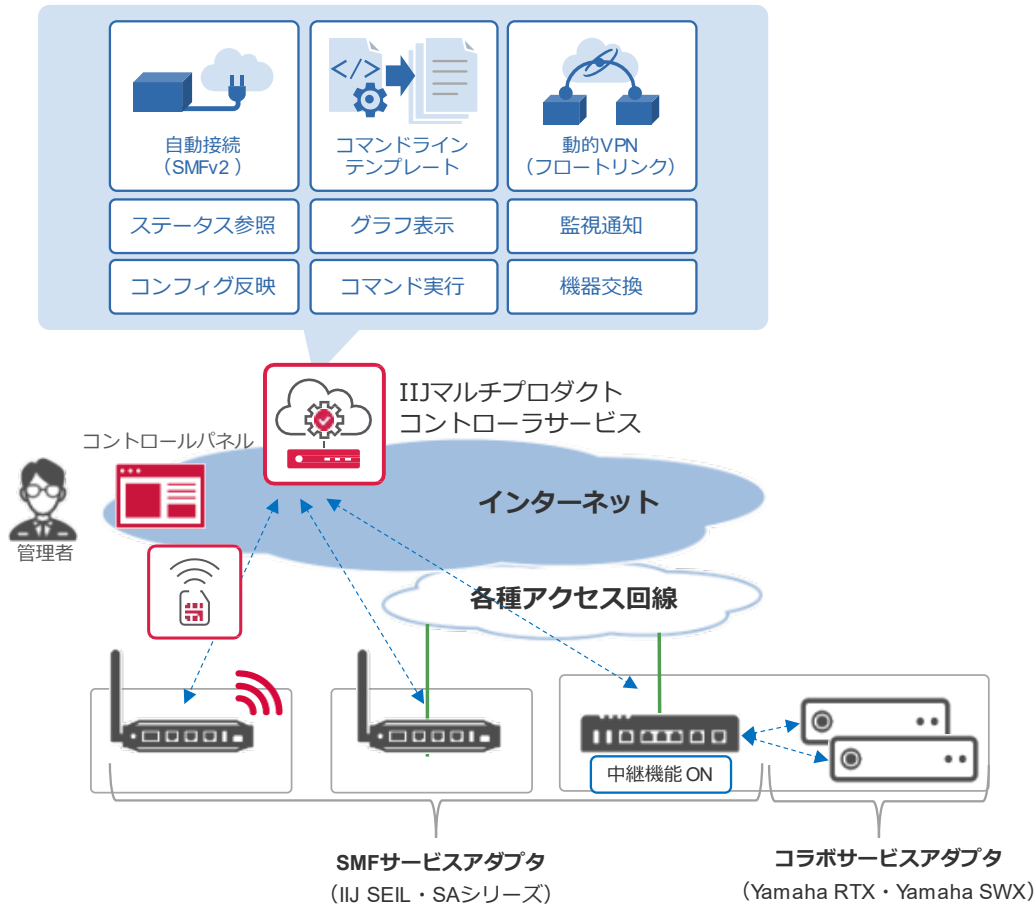 自動接続
（SMFv2）
コマンドライン
テンプレート
動的VPN
（フロートリンク）
ステータス参照
グラフ表示
監視通知
コンフィグ反映
コマンド実行
機器交換
IIJマルチプロダクト
コントローラサービス
コントロールパネル
管理者
インターネット
各種アクセス回線
中継機能 ON
SMFサービスアダプタ
（IIJ SEIL・SAシリーズ）
コラボサービスアダプタ
（Yamaha RTX・Yamaha SWX）